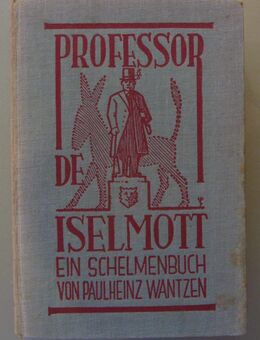 PROFESSOR
DE
ISELMOTT
EIN SCHELMENBUCH
VON PAULHEINZ WANTZEN